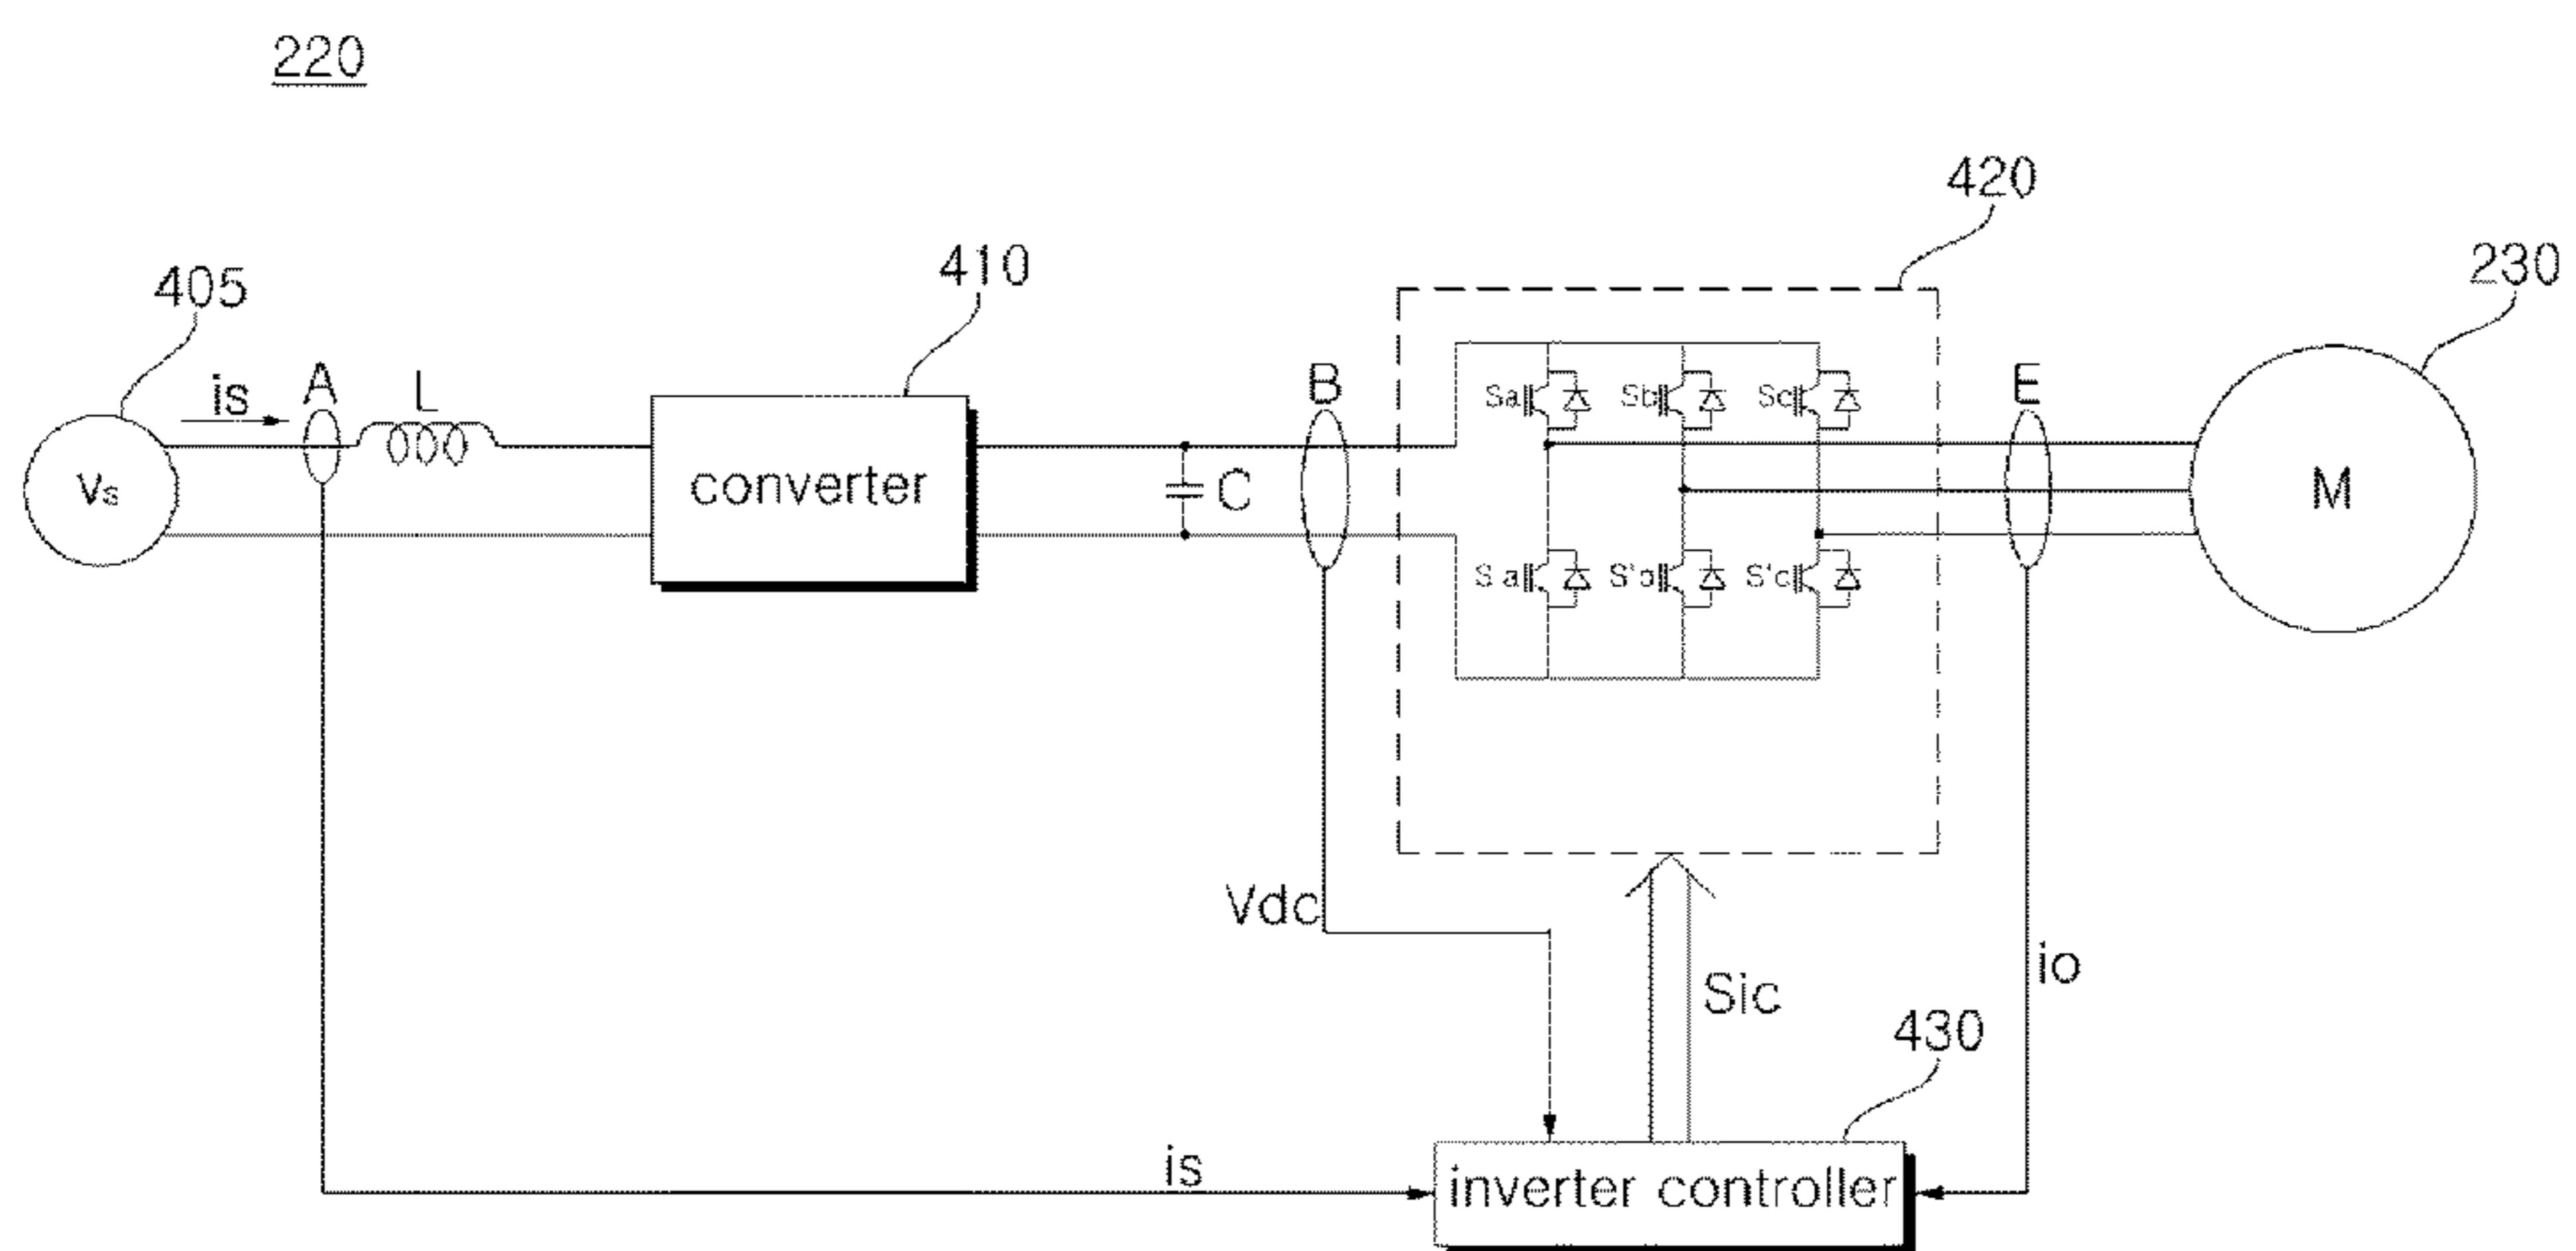 220
420
410
230
405
A
B
E
is
L
Sa
Sb
Sc
Vs
converter
C
M
S'a
S'b
S'c
Vdc
io
Sic
430
is
inverter controller